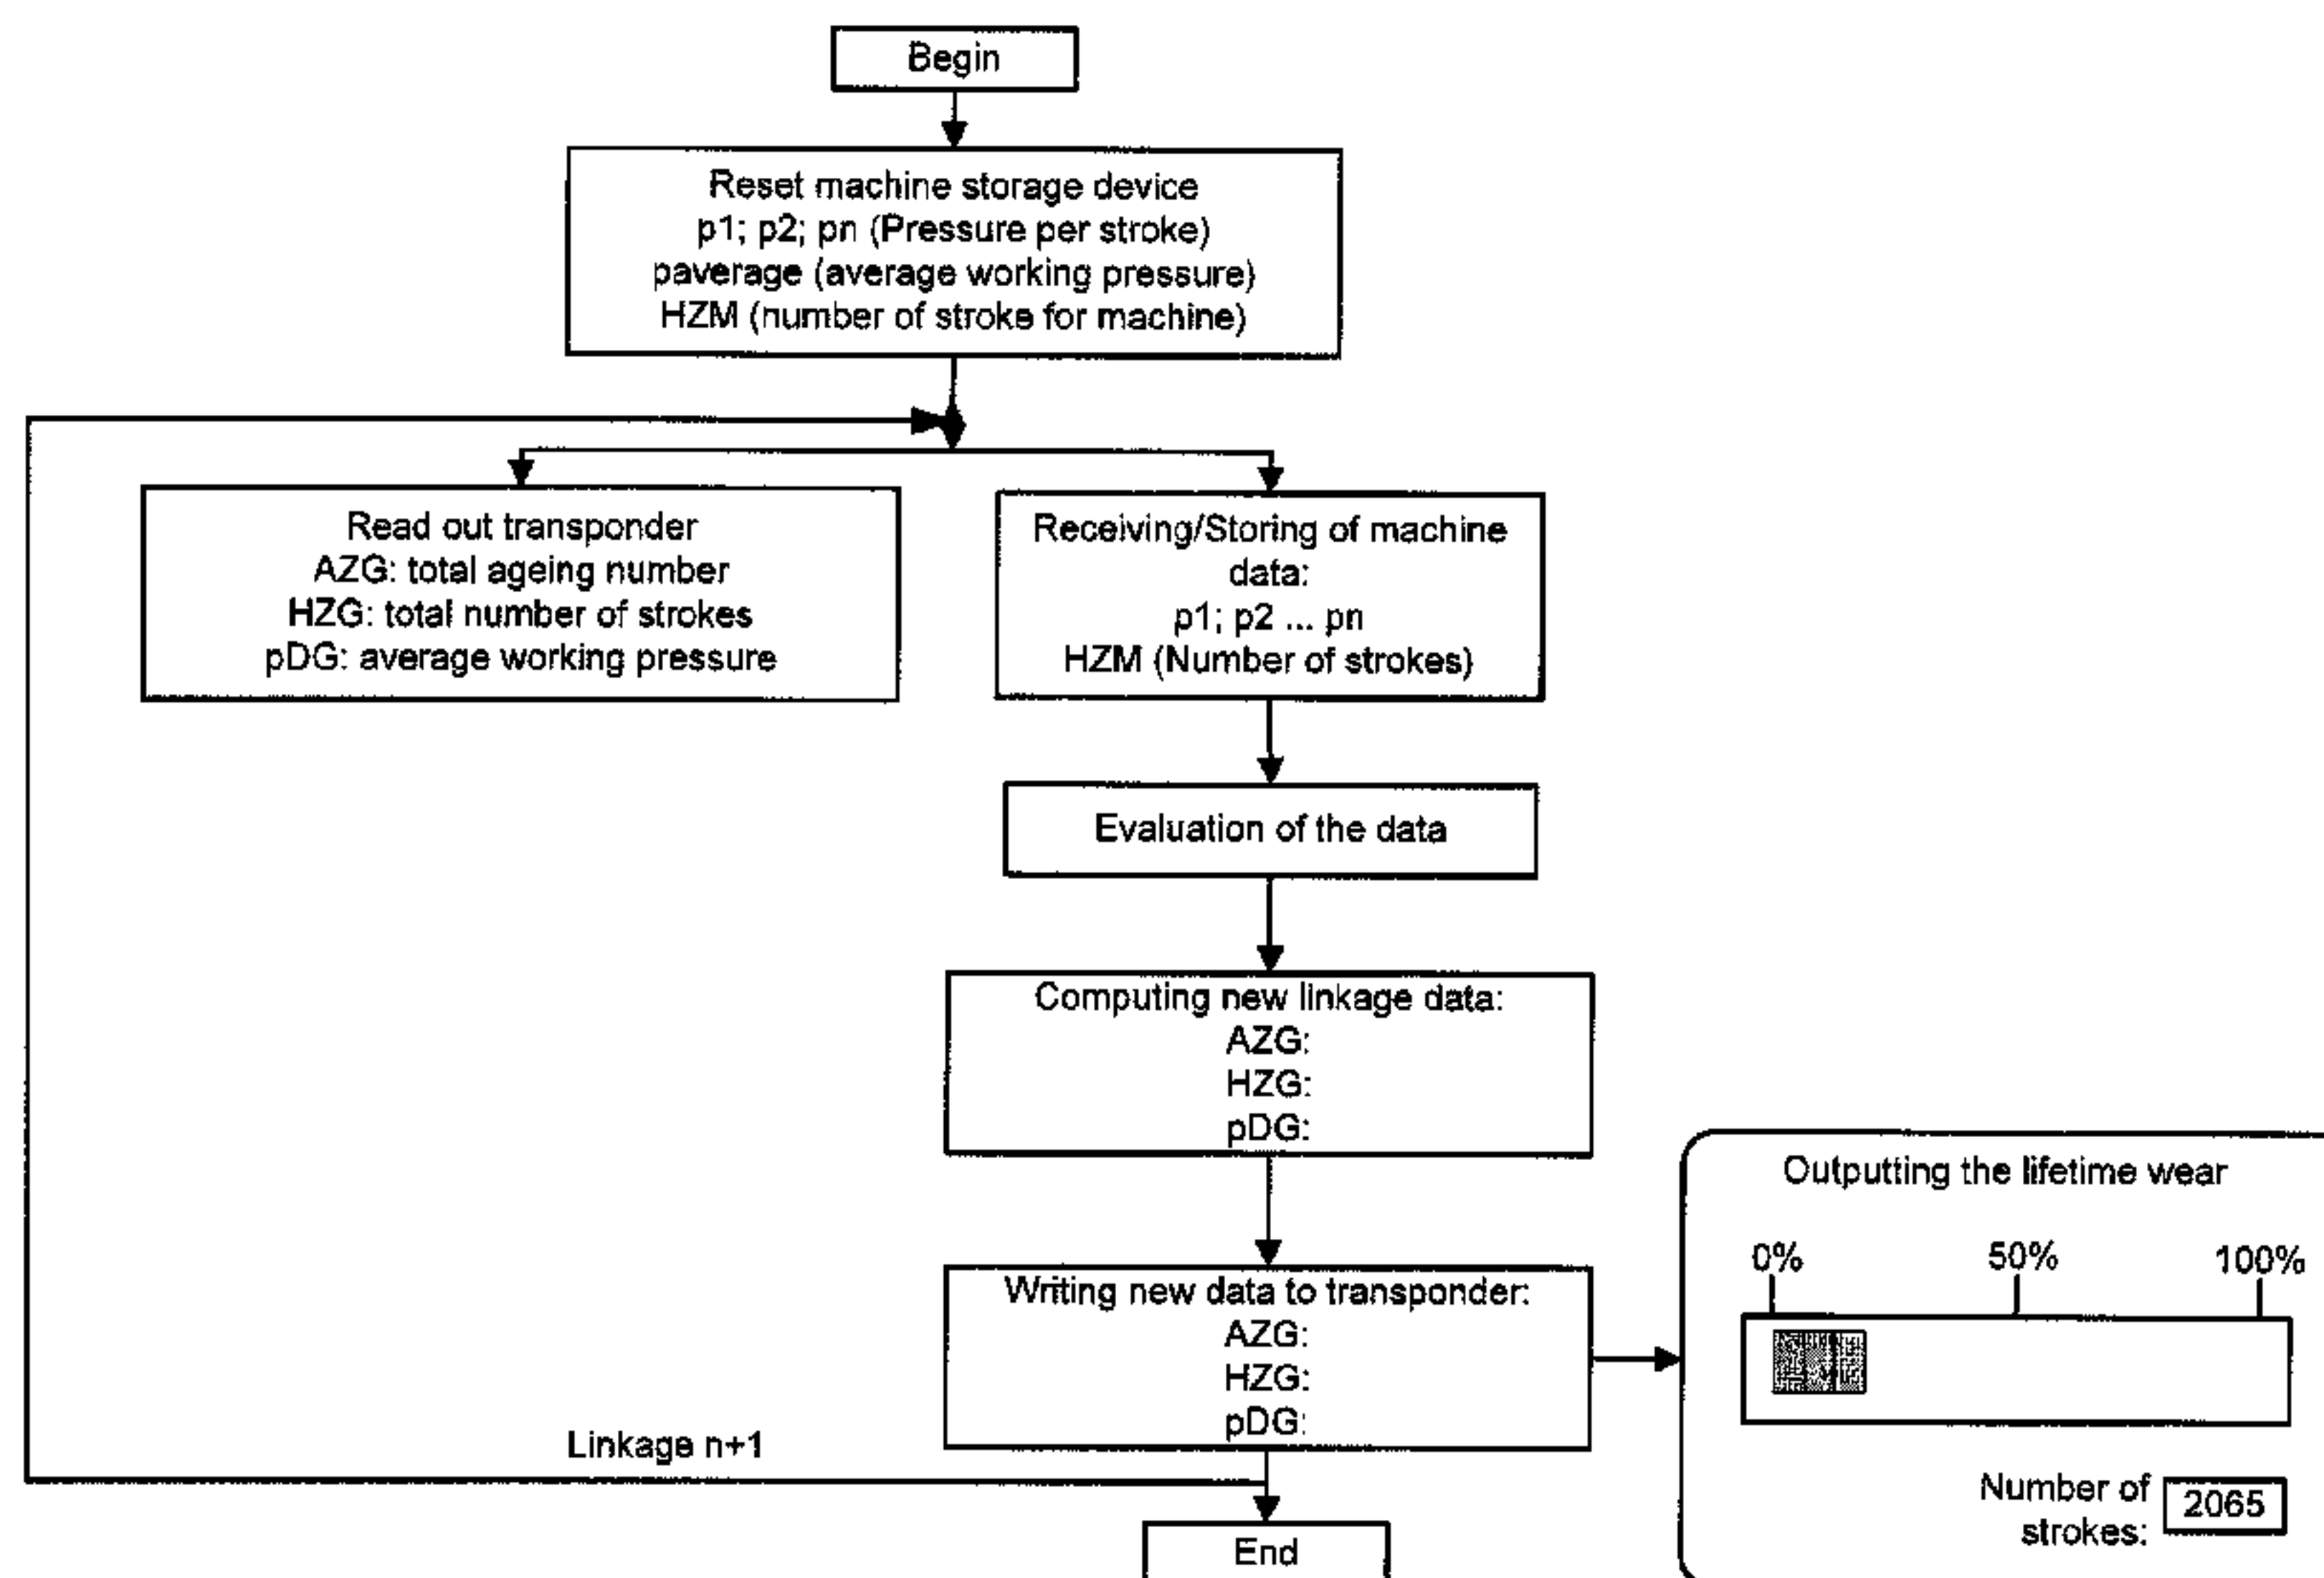 Begin
Reset machine storage device
p1; p2; pn (Pressure per stroke)
paverage (average working pressure)
HZM (number of stroke for machine)
Read out transponder
AZG: total ageing number
HZG: total number of strokes
pDG: average working pressure
Receiving/Storing of machine
data:
p1; p2 ... pn
HZM (Number of strokes)
Evaluation of the data
Computing new linkage data:
AZG:
HZG:
pDG:
Writing new data to transponder:
AZG:
HZG:
pDG:
Outputting the lifetime wear
0% 50% 100%
Number of
strokes:
2065
Linkage n+1
End